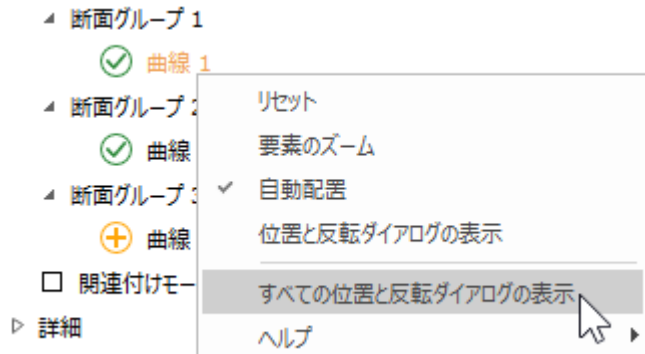 断面グループ 1
曲線 1
断面グループ 2
曲線
断面グループ 3
曲線
関連付けモー
詳細
リセット
要素のズーム
自動配置
位置と反転ダイアログの表示
すべての位置と反転ダイアログの表示
ヘルプ